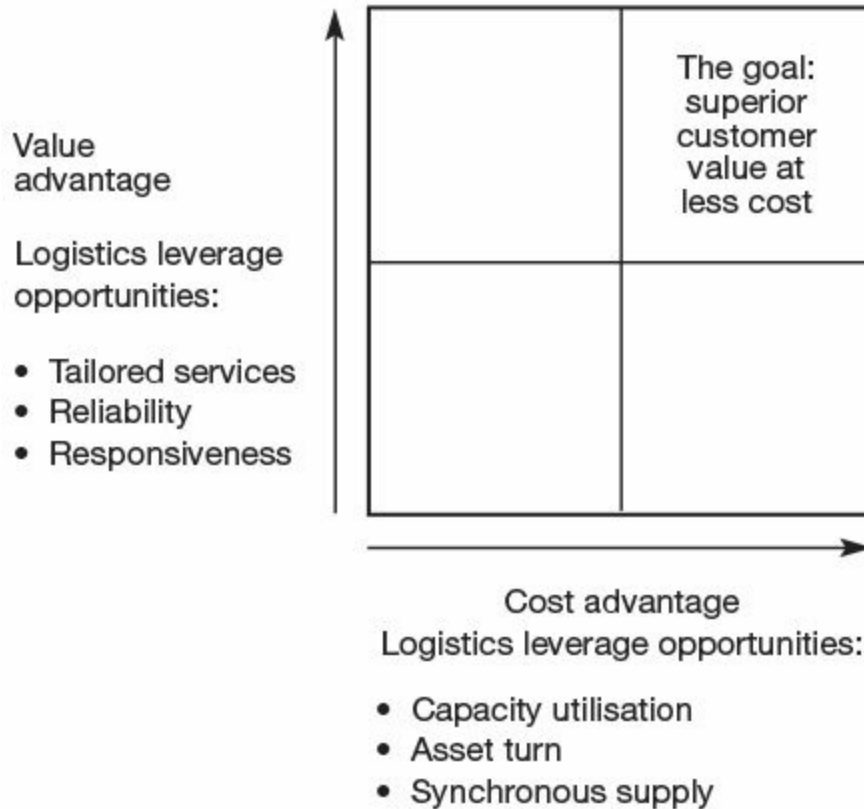 Value
advantage
Logistics leverage
opportunities:
• Tailored services
• Reliability
• Responsiveness
The goal:
superior
customer
value at
less cost
Cost advantage
Logistics leverage opportunities:
• Capacity utilisation
• Asset turn
• Synchronous supply